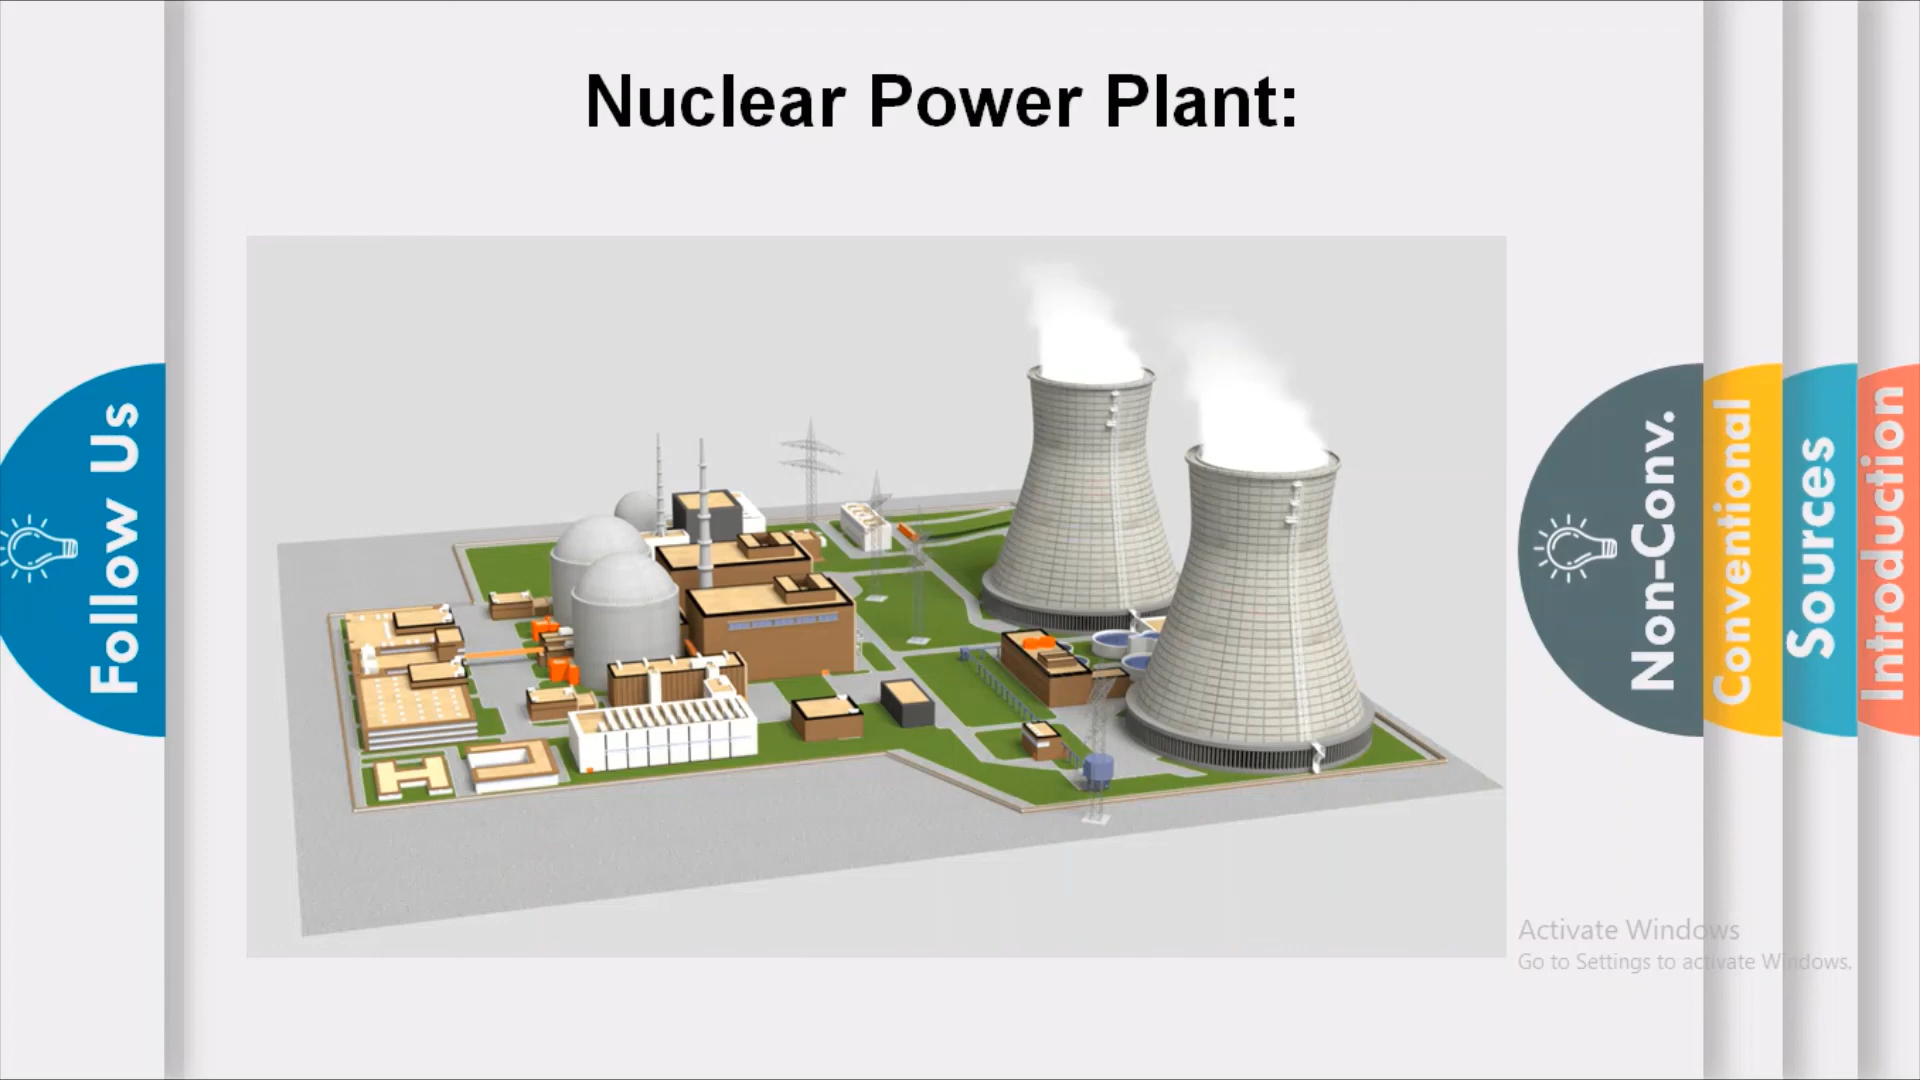 Nuclear Power Plant:
Follow Us
Non-Conv.
Conventional
Sources
Introduction
Activate Windows
Go to Settings to activate Windows.